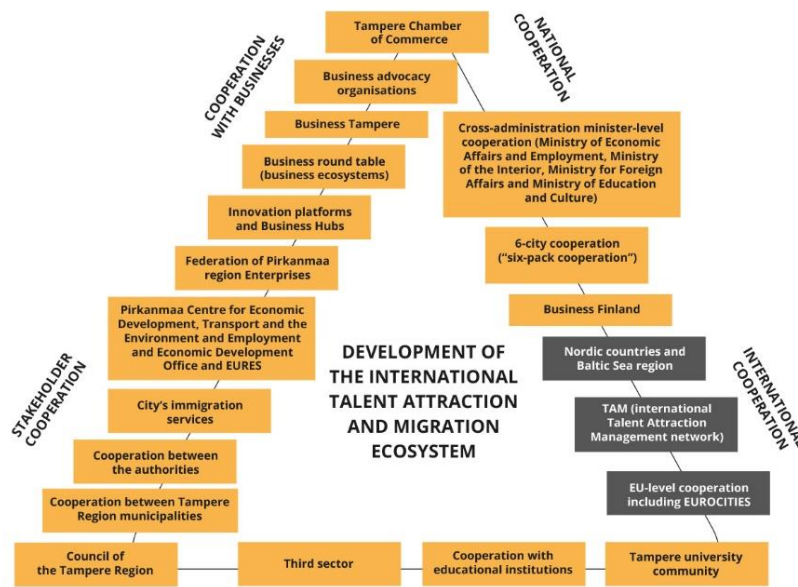 Tampere Chamber
of Commerce
COOPERATION
WITH BUSINESSES
NATIONAL
COOPERATION
Business advocacy
organisations
Business Tampere
Cross-administration minister-level
cooperation (Ministry of Economic
Affairs and Employment, Ministry
of the Interior, Ministry for Foreign
Affairs and Ministry of Education
and Culture)
Business round table
(business ecosystems)
Innovation platforms
and Business Hubs
6-city cooperation
(“six-pack cooperation”)
Federation of Pirkanmaa
region Enterprises
Business Finland
Pirkanmaa Centre for Economic
Development, Transport and the
Environment and Employment
and Economic Development
Office and EURES
DEVELOPMENT OF
THE INTERNATIONAL
TALENT ATTRACTION
AND MIGRATION
ECOSYSTEM
Nordic countries and
Baltic Sea region
STAKEHOLDER
COOPERATION
INTERNATIONAL
COOPERATION
City’s immigration
services
TAM (international
Talent Attraction
Management network)
Cooperation between
the authorities
EU-level cooperation
including EUROCITIES
Cooperation between Tampere
Region municipalities
Council of
the Tampere Region
Third sector
Cooperation with
educational institutions
Tampere university
community